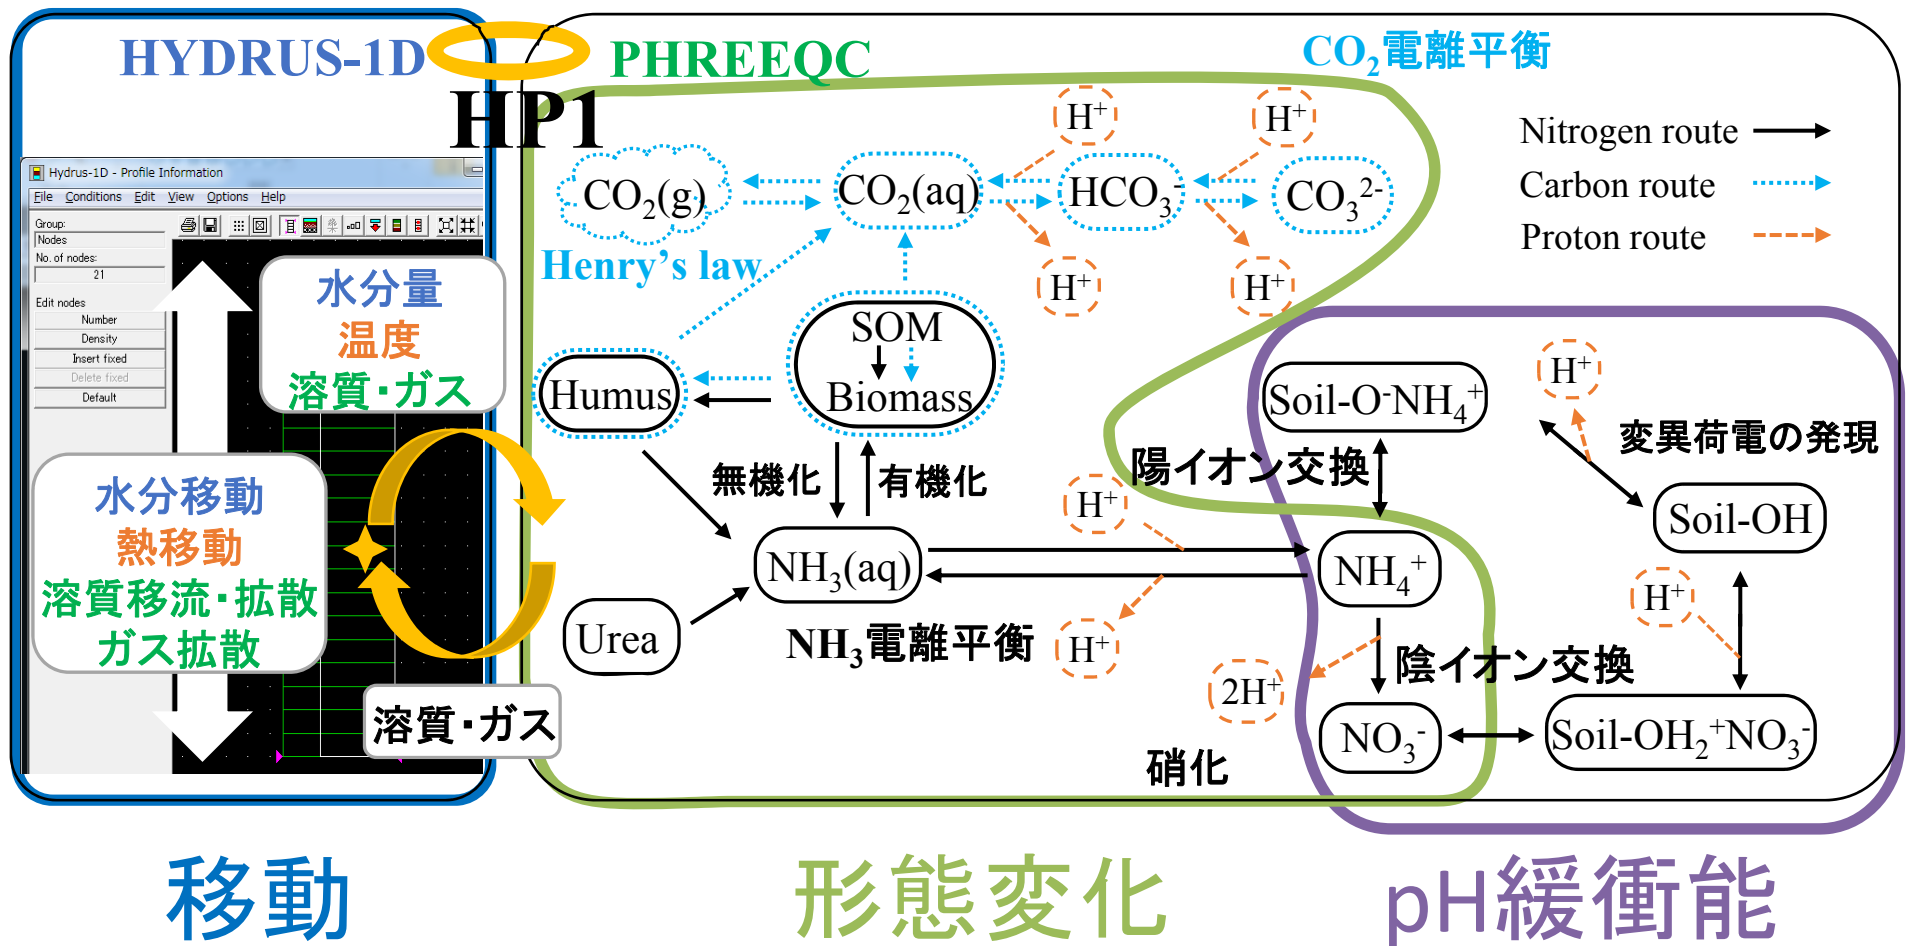 HYDRUS-1D
HP1
PHREEQC
CO₂電離平衡
Nitrogen route
Carbon route
Proton route
Hydrus-1D - Profile Information
File Conditions Edit View Options Help
Group:
Nodes
No. of nodes:
21
Edit nodes
Number
Density
Insert fixed
Delete fixed
Default
水分量
温度
溶質・ガス
水分移動
熱移動
溶質移流・拡散
ガス拡散
溶質・ガス
H⁺
H⁺
CO₂(g)
CO₂(aq)
HCO₃⁻
CO₃²⁻
Henry's law
H⁺
H⁺
SOM
Biomass
Humus
無機化
有機化
NH₃(aq)
Urea
NH₃電離平衡
H⁺
H⁺
Soil-O⁻NH₄⁺
陽イオン交換
NH₄⁺
H⁺
変異荷電の発現
Soil-OH
H⁺
2H⁺
陰イオン交換
NO₃⁻
Soil-OH₂⁺NO₃⁻
硝化
移動
形態変化
pH緩衝能